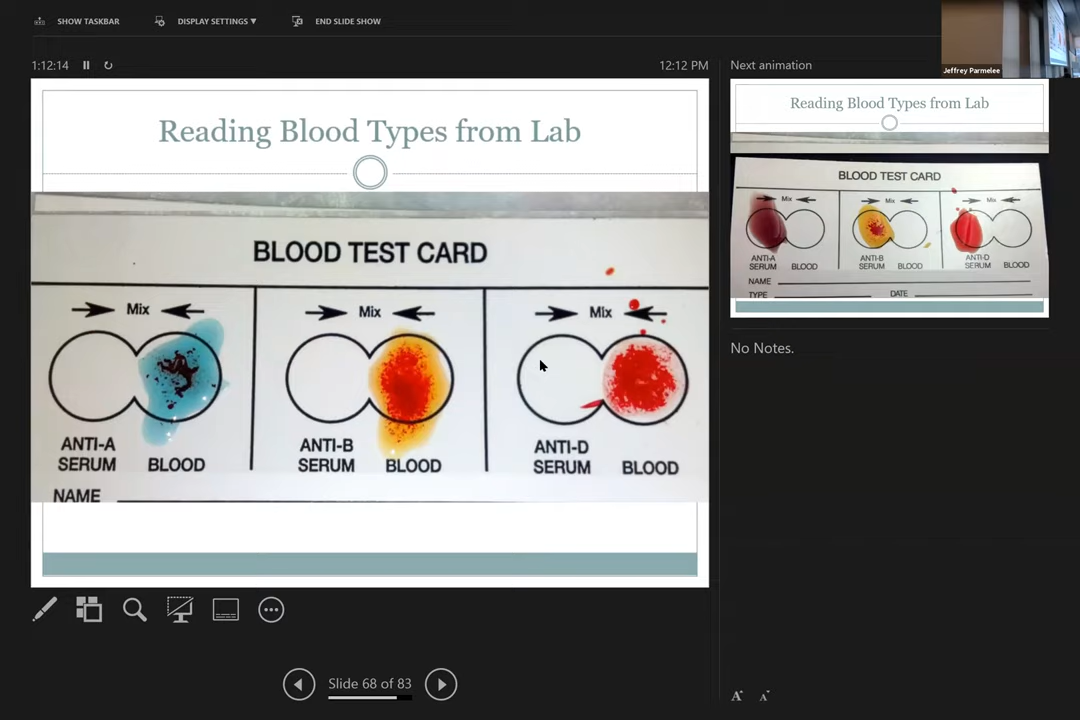 SHOW TASKBAR
DISPLAY SETTINGS ▼
END SLIDE SHOW
Jeffrey Parmelee
1:12:14
12:12 PM
Reading Blood Types from Lab
BLOOD TEST CARD
Mix
Mix
Mix
ANTI-A
SERUM
BLOOD
ANTI-B
SERUM
BLOOD
ANTI-D
SERUM
BLOOD
NAME
Slide 68 of 83
Next animation
Reading Blood Types from Lab
BLOOD TEST CARD
Mix
Mix
Mix
ANTI-A
SERUM
BLOOD
ANTI-B
SERUM
BLOOD
ANTI-D
SERUM
BLOOD
NAME
TYPE
DATE
No Notes.
A
A